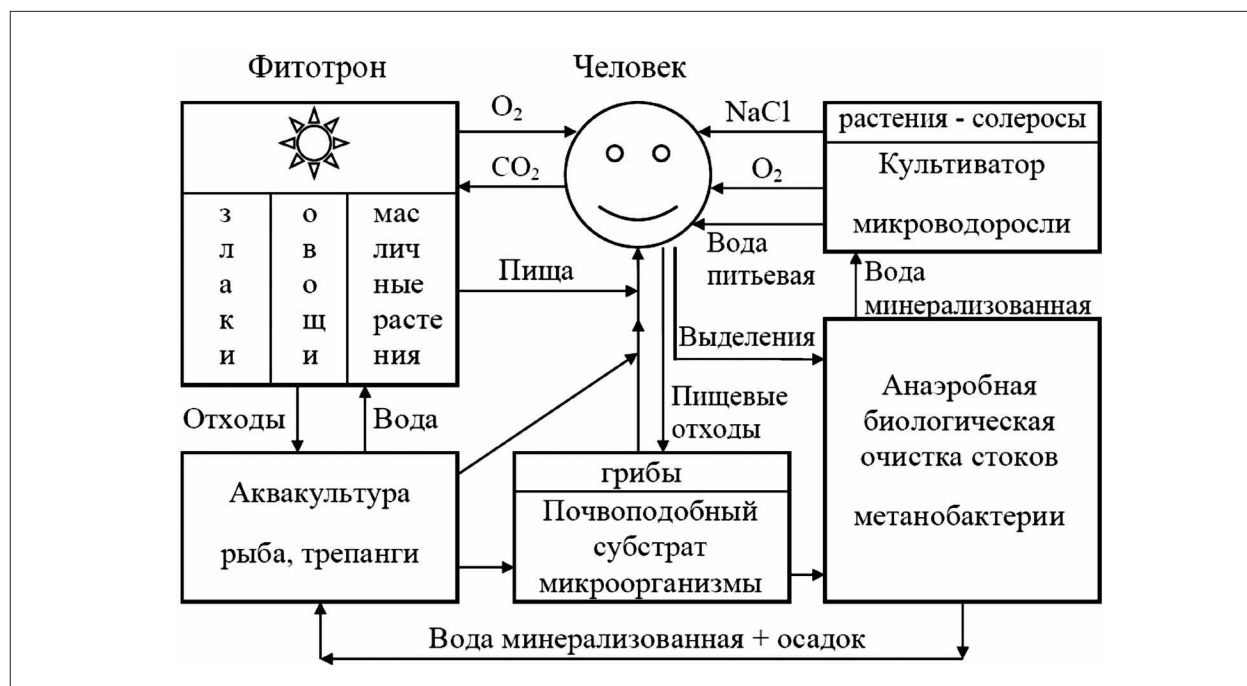 Фитотрон
Человек
O₂
CO₂
NaCl
O₂
растения - солеросы
Культиватор
микроводоросли
злаки
овощи
мас
лич
ные
расте
ния
Пища
Вода
питьевая
Вода
минерализованная
Выделения
Отходы
Вода
Пищевые
отходы
Анаэробная
биологическая
очистка стоков
метанобактерии
Аквакультура
рыба, трепанги
грибы
Почвоподобный
субстрат
микроорганизмы
Вода минерализованная + осадок